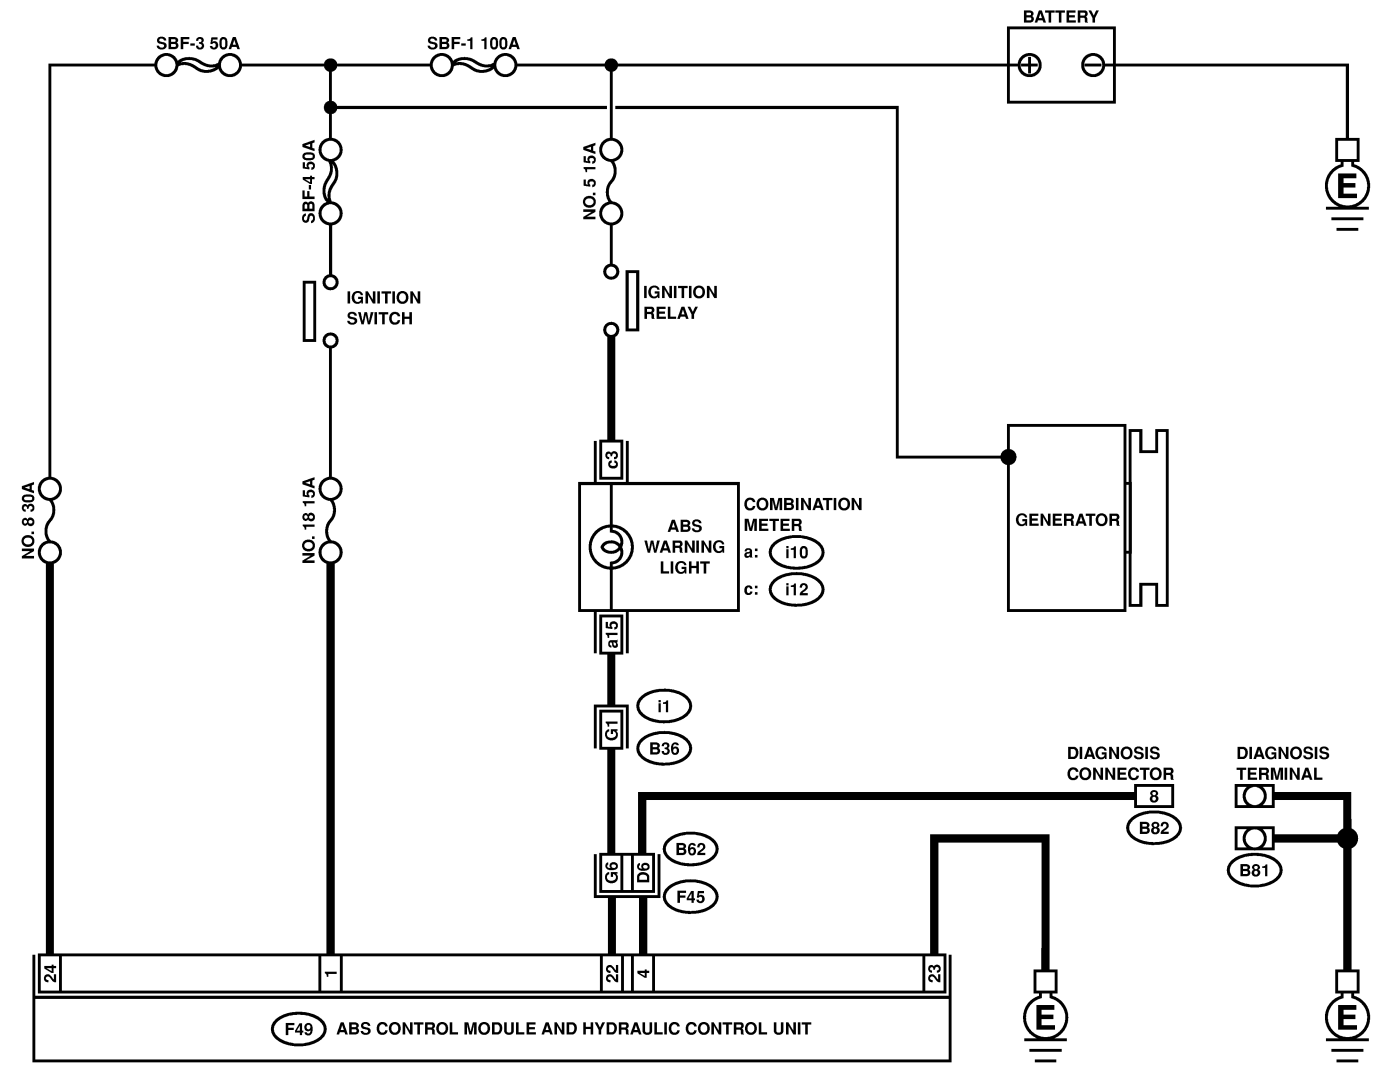 BATTERY
SBF-3 50A
SBF-1 100A
SBF-4 50A
NO. 5 15A
E
IGNITION
SWITCH
IGNITION
RELAY
c3
NO. 8 30A
NO. 18 15A
ABS
WARNING
LIGHT
COMBINATION
METER
a: i10
c: i12
GENERATOR
a15
i1
G1
B36
DIAGNOSIS
CONNECTOR
8
B82
DIAGNOSIS
TERMINAL
B81
B62
G6
D6
F45
24
1
22
4
23
E
E
F49 ABS CONTROL MODULE AND HYDRAULIC CONTROL UNIT